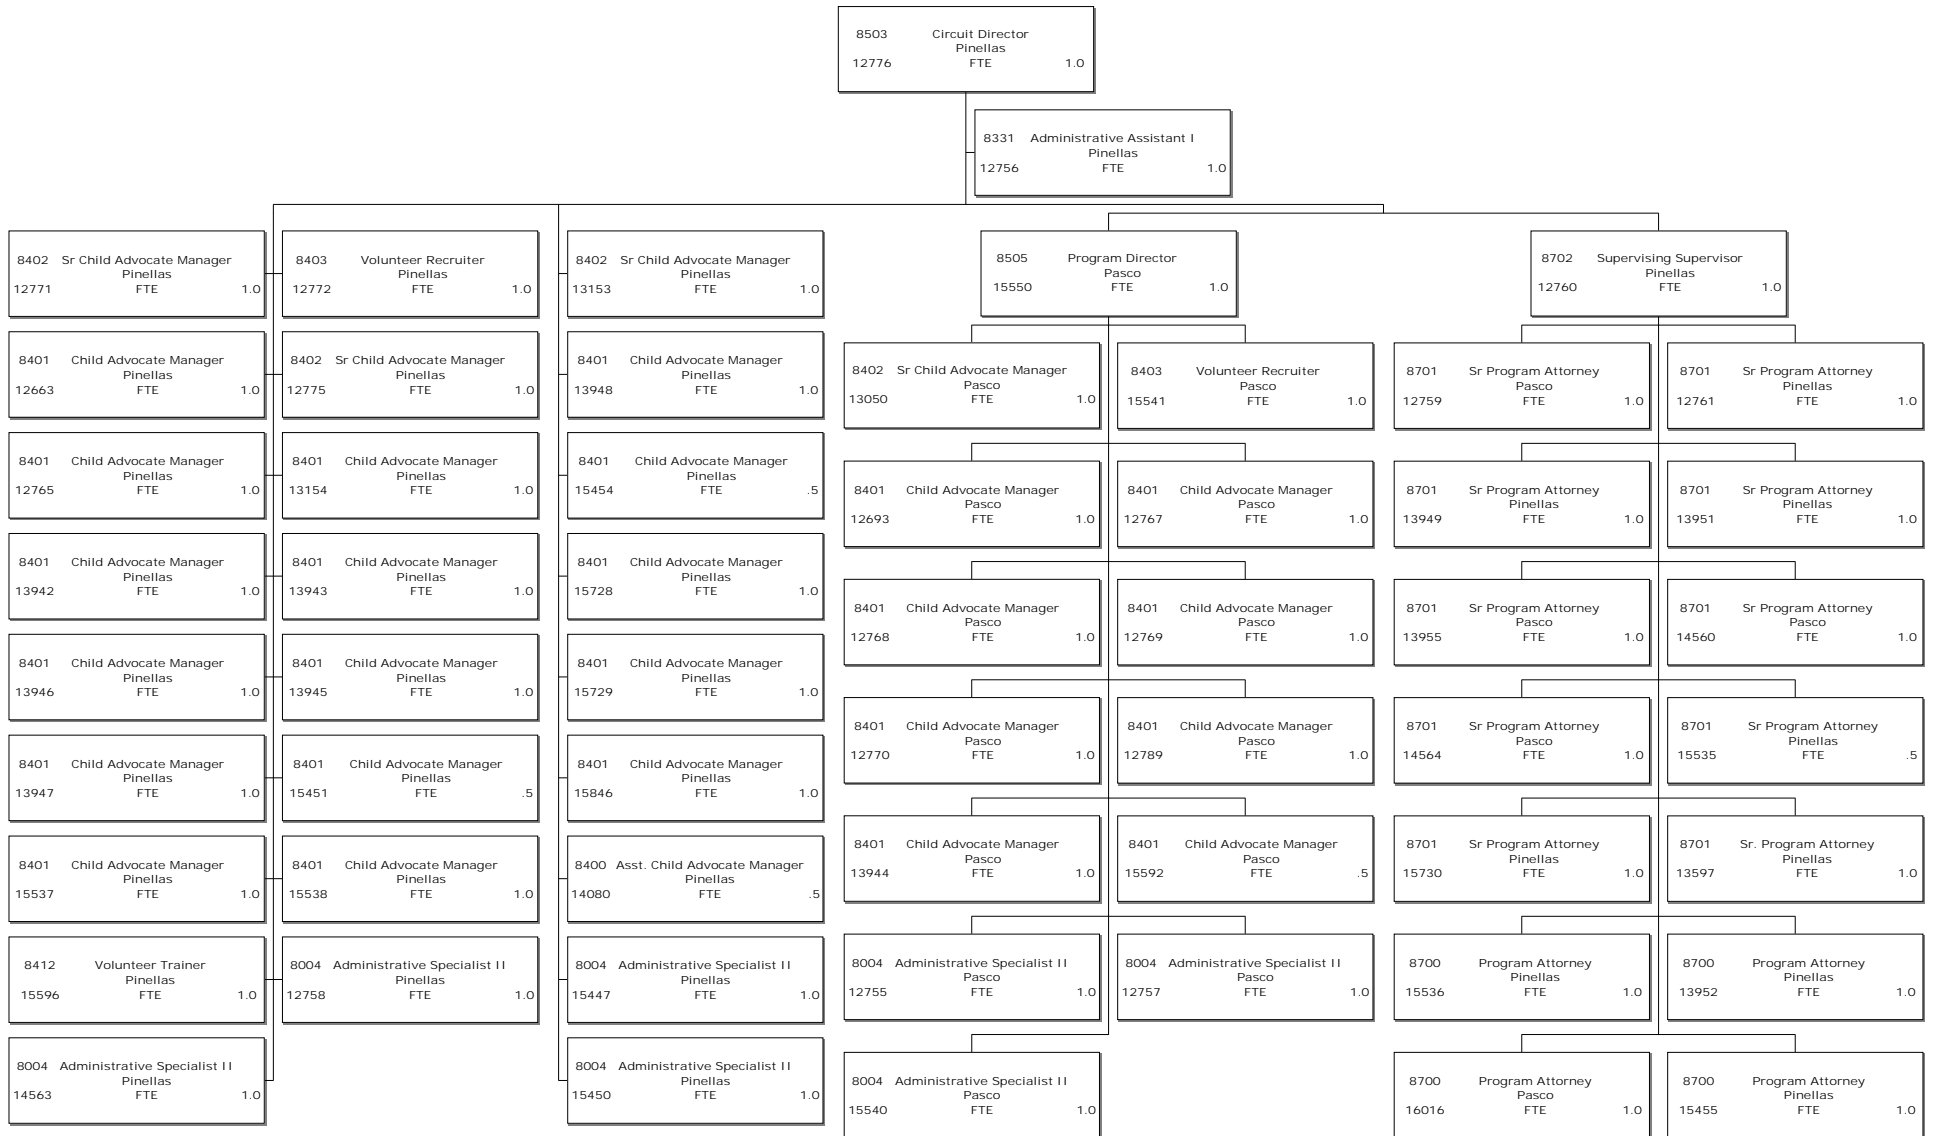 8503 Circuit Director
Pinellas
12776 FTE 1.0
8331 Administrative Assistant I
Pinellas
12756 FTE 1.0
8402 Sr Child Advocate Manager
Pinellas
12771 FTE 1.0
8401 Child Advocate Manager
Pinellas
12663 FTE 1.0
8401 Child Advocate Manager
Pinellas
12765 FTE 1.0
8401 Child Advocate Manager
Pinellas
13942 FTE 1.0
8401 Child Advocate Manager
Pinellas
13946 FTE 1.0
8401 Child Advocate Manager
Pinellas
13947 FTE 1.0
8401 Child Advocate Manager
Pinellas
15537 FTE 1.0
8412 Volunteer Trainer
Pinellas
15596 FTE 1.0
8004 Administrative Specialist II
Pinellas
14563 FTE 1.0
8403 Volunteer Recruiter
Pinellas
12772 FTE 1.0
8402 Sr Child Advocate Manager
Pinellas
12775 FTE 1.0
8401 Child Advocate Manager
Pinellas
13154 FTE 1.0
8401 Child Advocate Manager
Pinellas
13943 FTE 1.0
8401 Child Advocate Manager
Pinellas
13945 FTE 1.0
8401 Child Advocate Manager
Pinellas
15451 FTE .5
8401 Child Advocate Manager
Pinellas
15538 FTE 1.0
8004 Administrative Specialist II
Pinellas
12758 FTE 1.0
8402 Sr Child Advocate Manager
Pinellas
13153 FTE 1.0
8401 Child Advocate Manager
Pinellas
13948 FTE 1.0
8401 Child Advocate Manager
Pinellas
15454 FTE .5
8401 Child Advocate Manager
Pinellas
15728 FTE 1.0
8401 Child Advocate Manager
Pinellas
15729 FTE 1.0
8401 Child Advocate Manager
Pinellas
15846 FTE 1.0
8400 Asst. Child Advocate Manager
Pinellas
14080 FTE .5
8004 Administrative Specialist II
Pinellas
15447 FTE 1.0
8004 Administrative Specialist II
Pinellas
15450 FTE 1.0
8505 Program Director
Pasco
15550 FTE 1.0
8402 Sr Child Advocate Manager
Pasco
13050 FTE 1.0
8403 Volunteer Recruiter
Pasco
15541 FTE 1.0
8401 Child Advocate Manager
Pasco
12693 FTE 1.0
8401 Child Advocate Manager
Pasco
12767 FTE 1.0
8401 Child Advocate Manager
Pasco
12768 FTE 1.0
8401 Child Advocate Manager
Pasco
12769 FTE 1.0
8401 Child Advocate Manager
Pasco
12770 FTE 1.0
8401 Child Advocate Manager
Pasco
12789 FTE 1.0
8401 Child Advocate Manager
Pasco
13944 FTE 1.0
8401 Child Advocate Manager
Pasco
15592 FTE .5
8004 Administrative Specialist II
Pasco
12755 FTE 1.0
8004 Administrative Specialist II
Pasco
12757 FTE 1.0
8004 Administrative Specialist II
Pasco
15540 FTE 1.0
8702 Supervising Supervisor
Pinellas
12760 FTE 1.0
8701 Sr Program Attorney
Pasco
12759 FTE 1.0
8701 Sr Program Attorney
Pinellas
12761 FTE 1.0
8701 Sr Program Attorney
Pinellas
13949 FTE 1.0
8701 Sr Program Attorney
Pinellas
13951 FTE 1.0
8701 Sr Program Attorney
Pasco
13955 FTE 1.0
8701 Sr Program Attorney
Pasco
14560 FTE 1.0
8701 Sr Program Attorney
Pasco
14564 FTE 1.0
8701 Sr Program Attorney
Pinellas
15535 FTE .5
8701 Sr Program Attorney
Pinellas
15730 FTE 1.0
8701 Sr. Program Attorney
Pinellas
13597 FTE 1.0
8700 Program Attorney
Pinellas
15536 FTE 1.0
8700 Program Attorney
Pinellas
13952 FTE 1.0
8700 Program Attorney
Pasco
16016 FTE 1.0
8700 Program Attorney
Pinellas
15455 FTE 1.0